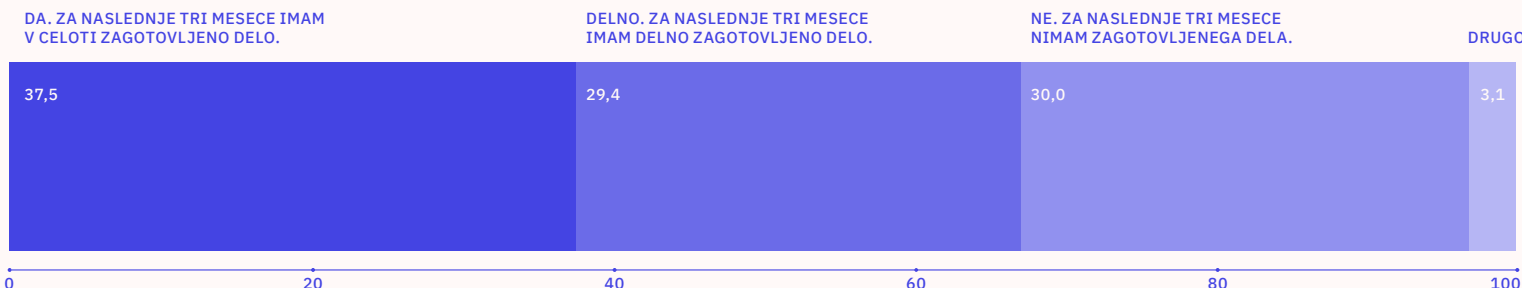 DA. ZA NASLEDNJE TRI MESECE IMAM
V CELOTI ZAGOTOVLJENO DELO.
DELNO. ZA NASLEDNJE TRI MESECE
IMAM DELNO ZAGOTOVLJENO DELO.
NE. ZA NASLEDNJE TRI MESECE
NIMAM ZAGOTOVLJENEGA DELA.
DRUGO
37,5
29,4
30,0
3,1
0
20
40
60
80
100